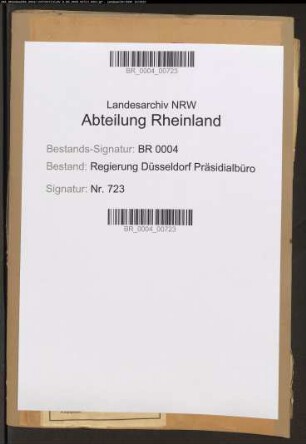 BR_0004_00723
Landesarchiv NRW
Abteilung Rheinland
Bestands-Signatur: BR 0004
Bestand: Regierung Düsseldorf Präsidialbüro
Signatur: Nr. 723
BR_0004_00723